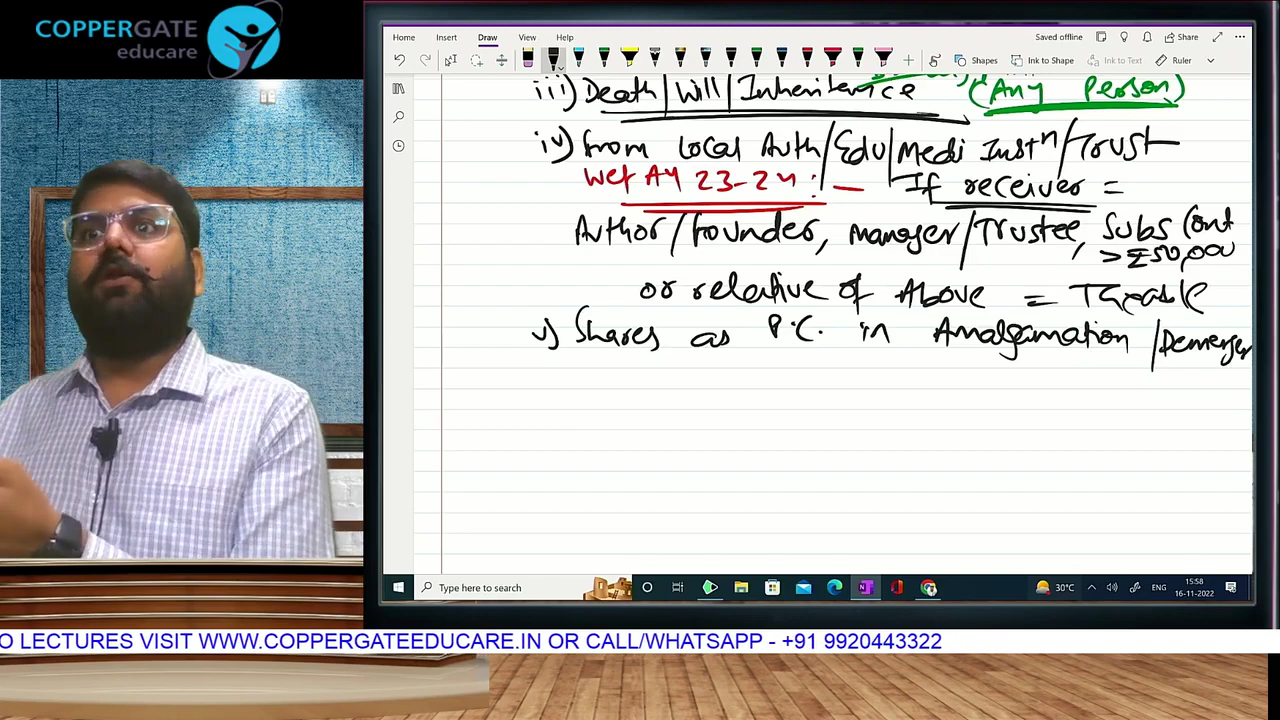 COPPERGATE
educare
Home Insert Draw View Help
Saved offline
Share
Shapes
Ink to Shape
Ink to Text
Ruler
iii) Death/Will/Inheritence (Any Person)
iv) from Local Auth/Edu/Medi Instn/Trust
Wef AY 23-24 : — If receiver =
Author/founder, manager/Trustee, Subs Cont
> ₹50,000
or relative of Above = Taxable
v) Shares as P.C. in Amalgamation /Demerger
Type here to search
30°C
ENG
15:58
16-11-2022
O LECTURES VISIT WWW.COPPERGATEEDUCARE.IN OR CALL/WHATSAPP - +91 9920443322